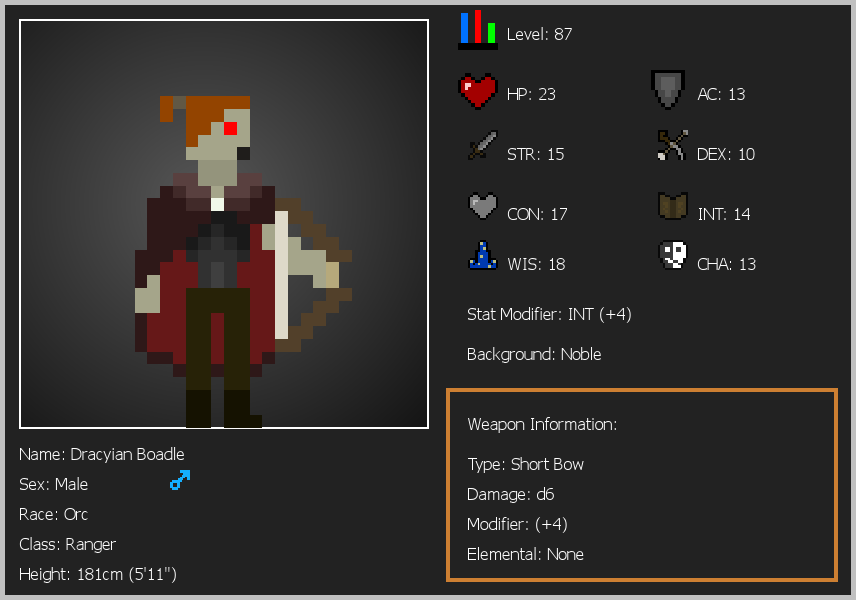 Level: 87
HP: 23
AC: 13
STR: 15
DEX: 10
CON: 17
INT: 14
WIS: 18
CHA: 13
Stat Modifier: INT (+4)
Background: Noble
Weapon Information:
Type: Short Bow
Damage: d6
Modifier: (+4)
Elemental: None
Name: Dracyian Boadle
Sex: Male
Race: Orc
Class: Ranger
Height: 181cm (5'11")